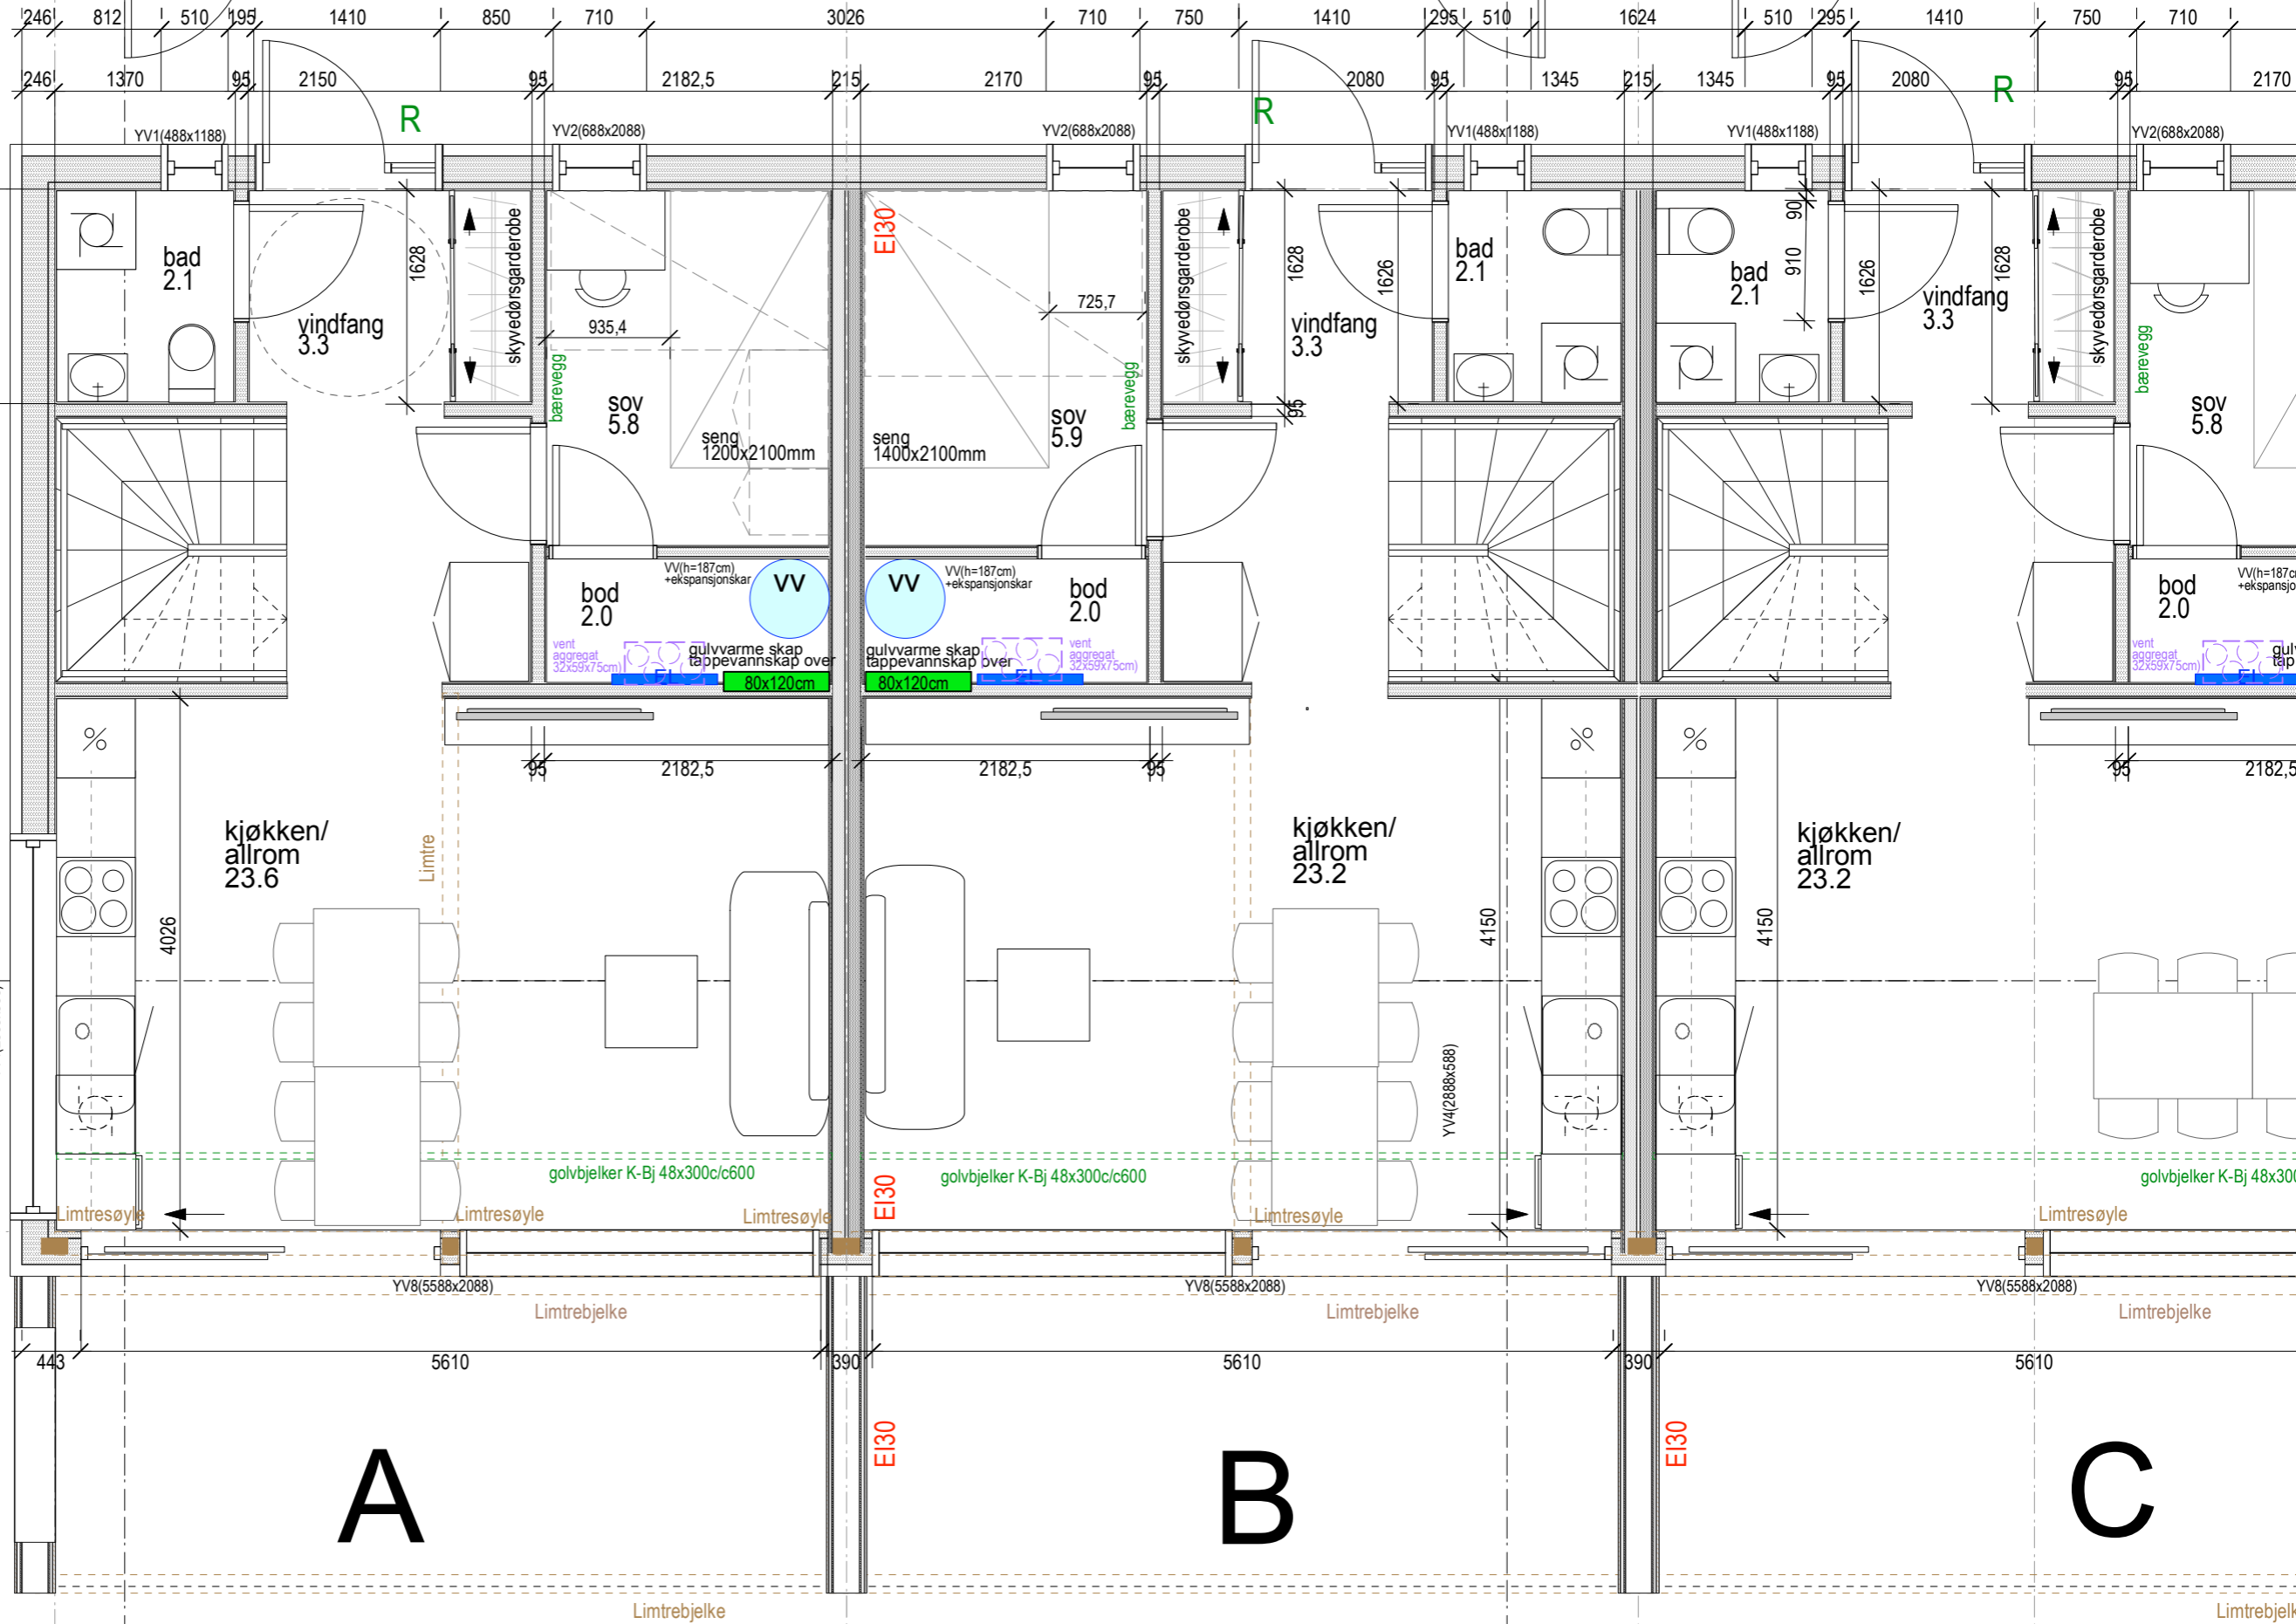 246 812 510 195 1410 850 710 3026 710 750 1410 295 510 1624 510 295 1410 750 710
246 1370 95 2150 95 2182,5 215 2170 95 2080 95 1345 215 1345 95 2080 95 2170
R R R
YV1(488x1188) YV2(688x2088) YV2(688x2088) YV1(488x1188) YV1(488x1188) YV2(688x2088)
bad
2.1
vindfang
3.3
1628
skyvedørsgarderobe
935,4
bærevegg
sov
5.8
seng
1200x2100mm
EI30
seng
1400x2100mm
725,7
sov
5.9
bærevegg
skyvedørsgarderobe
1628
vindfang
3.3
1626
95
bad
2.1
bad
2.1
90
910
1626
vindfang
3.3
1628
skyvedørsgarderobe
bærevegg
sov
5.8
bod
2.0
VV(h=187cm)
+ekspansjonskar
VV
vent
aggregat
32x59x75cm)
EL
gulvvarme skap
tappevannskap over
80x120cm
VV
VV(h=187cm)
+ekspansjonskar
bod
2.0
gulvvarme skap
tappevannskap over
80x120cm
EL
vent
aggregat
32x59x75cm)
bod
2.0
vent
aggregat
32x59x75cm)
EL
95 2182,5 2182,5 95 95 2182,5
kjøkken/
allrom
23.6
4026
Limtre
kjøkken/
allrom
23.2
4150
YV4(2888x588)
kjøkken/
allrom
23.2
4150
golvbjelker K-Bj 48x300c/c600
golvbjelker K-Bj 48x300c/c600
golvbjelker K-Bj 48x300
EI30
Limtresøyle Limtresøyle Limtresøyle Limtresøyle Limtresøyle
YV8(5588x2088) YV8(5588x2088) YV8(5588x2088)
Limtrebjelke Limtrebjelke Limtrebjelke
443 5610 390 5610 390 5610
EI30 EI30
A B C
Limtrebjelke Limtrebjelk